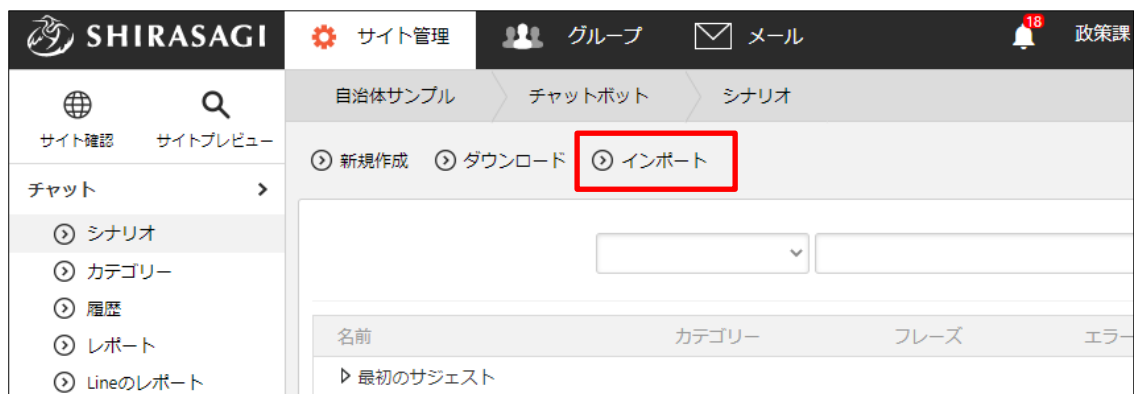 SHIRASAGI サイト管理 グループ メール 18 政策課
サイト確認 サイトプレビュー
自治体サンプル チャットボット シナリオ
新規作成 ダウンロード インポート
チャット
シナリオ
カテゴリー
履歴
レポート
Lineのレポート
名前 カテゴリー フレーズ エラー
最初のサジェスト